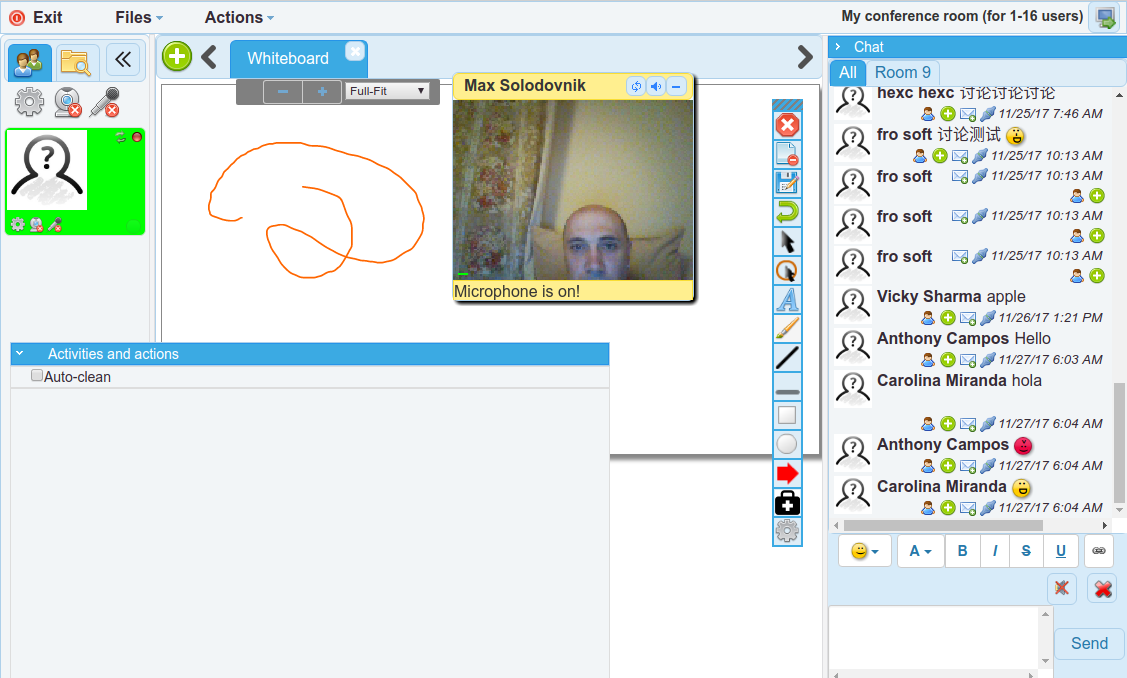 Exit Files Actions My conference room (for 1-16 users)
Whiteboard
Full-Fit
Max Solodovnik
Microphone is on!
Activities and actions
Auto-clean
Chat
All Room 9
hexc hexc 讨论讨论讨论
11/25/17 7:46 AM
fro soft 讨论测试
11/25/17 10:13 AM
fro soft 11/25/17 10:13 AM
fro soft 11/25/17 10:13 AM
fro soft 11/25/17 10:13 AM
Vicky Sharma apple
11/26/17 1:21 PM
Anthony Campos Hello
11/27/17 6:03 AM
Carolina Miranda hola
11/27/17 6:04 AM
Anthony Campos
11/27/17 6:04 AM
Carolina Miranda
11/27/17 6:04 AM
A B I S U
Send